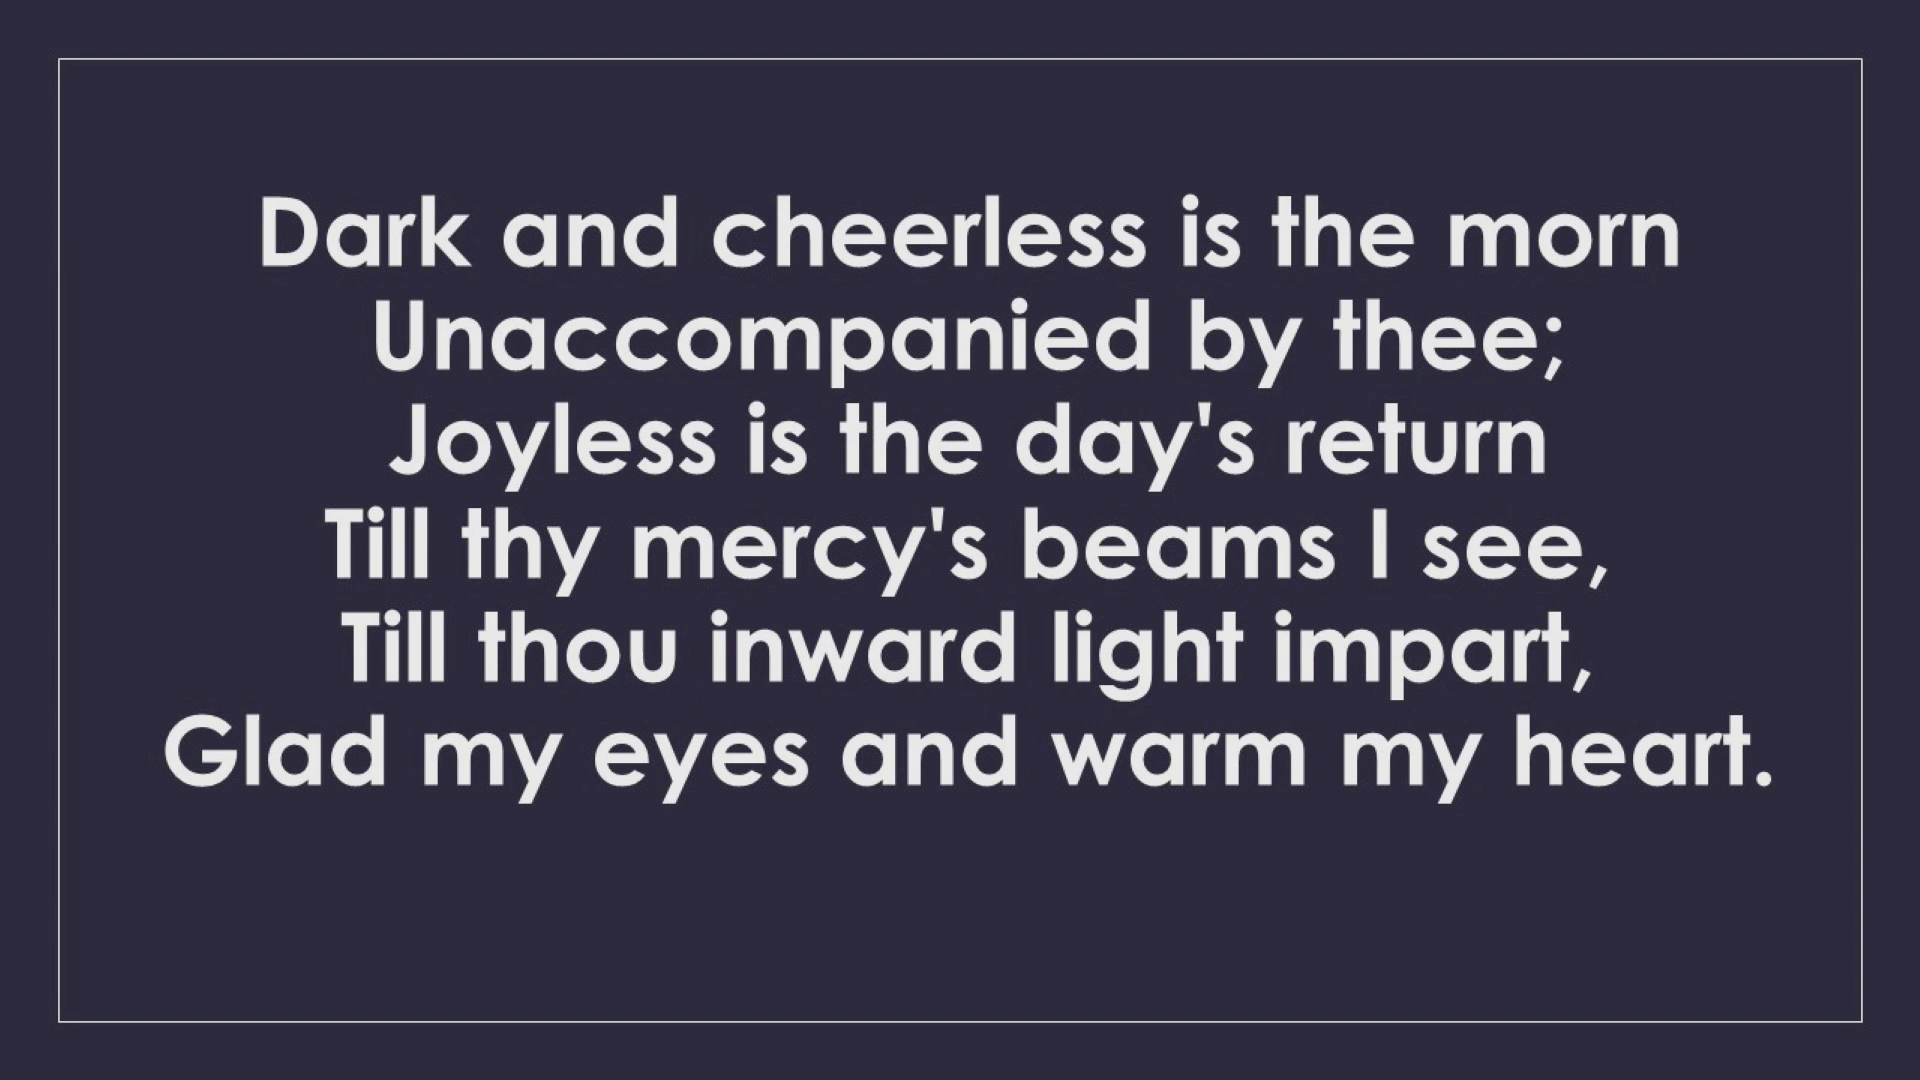 Dark and cheerless is the morn
Unaccompanied by thee;
Joyless is the day's return
Till thy mercy's beams I see,
Till thou inward light impart,
Glad my eyes and warm my heart.